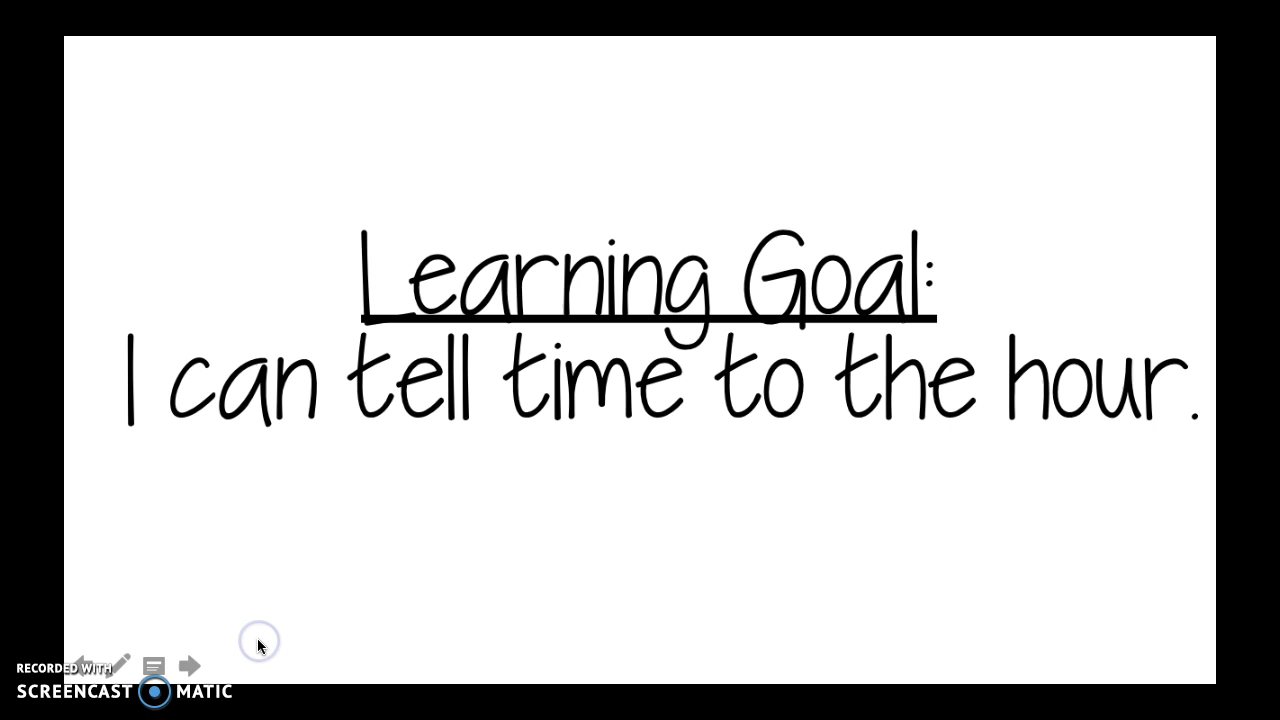 Learning Goal:
I can tell time to the hour.
RECORDED WITH
SCREENCAST MATIC